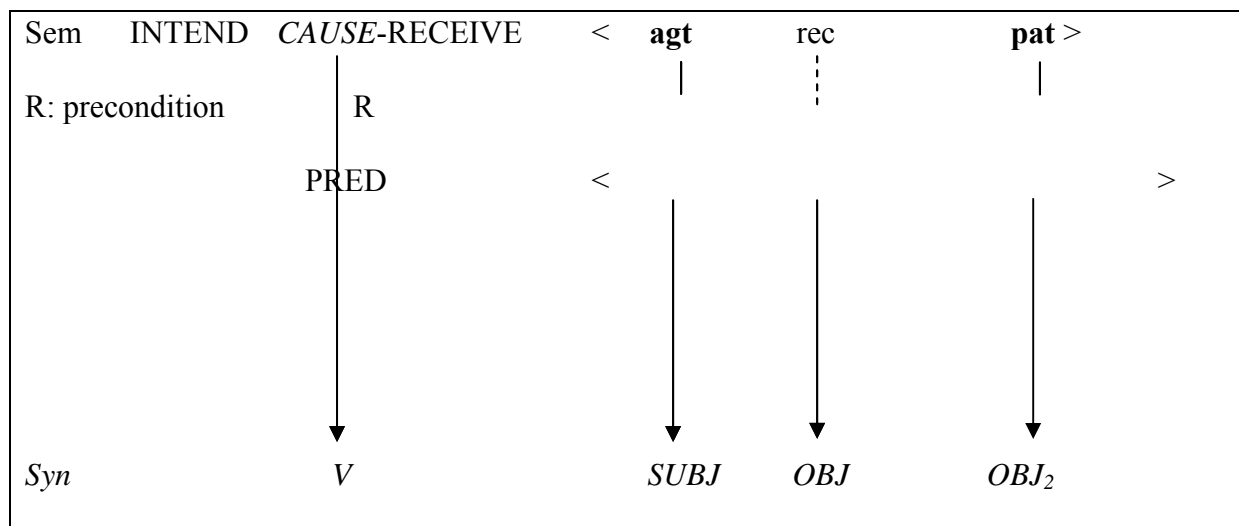 Sem INTEND CAUSE-RECEIVE < agt rec pat >
R: precondition R
PRED < >
Syn V SUBJ OBJ OBJ₂